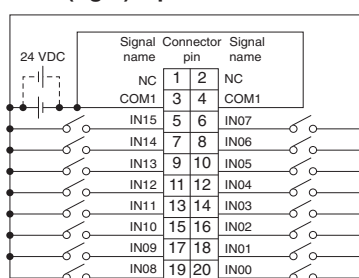 Signal Connector Signal
24 VDC name pin name
NC 1 2 NC
COM1 3 4 COM1
IN15 5 6 IN07
IN14 7 8 IN06
IN13 9 10 IN05
IN12 11 12 IN04
IN11 13 14 IN03
IN10 15 16 IN02
IN09 17 18 IN01
IN08 19 20 IN00